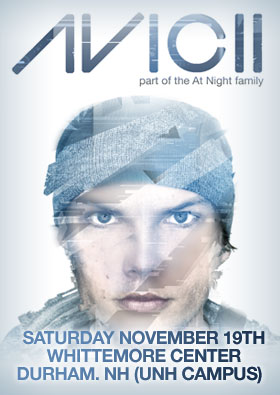 AVICII
part of the At Night family
SATURDAY NOVEMBER 19TH
WHITTEMORE CENTER
DURHAM. NH (UNH CAMPUS)